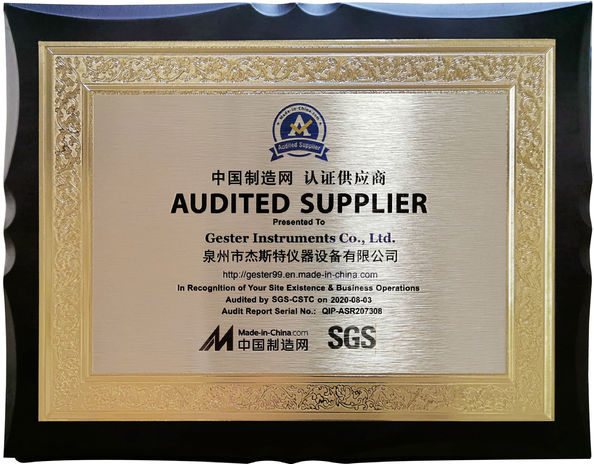 Made-in-China.com
Audited Supplier
中国制造网 认证供应商
AUDITED SUPPLIER
Presented To
Gester Instruments Co., Ltd.
泉州市杰斯特仪器设备有限公司
http://gester99.en.made-in-china.com
In Recognition of Your Site Existence & Business Operations
Audited by SGS-CSTC on 2020-08-03
Audit Report Serial No.: QIP-ASR207308
Made-in-China.com
中国制造网
SGS